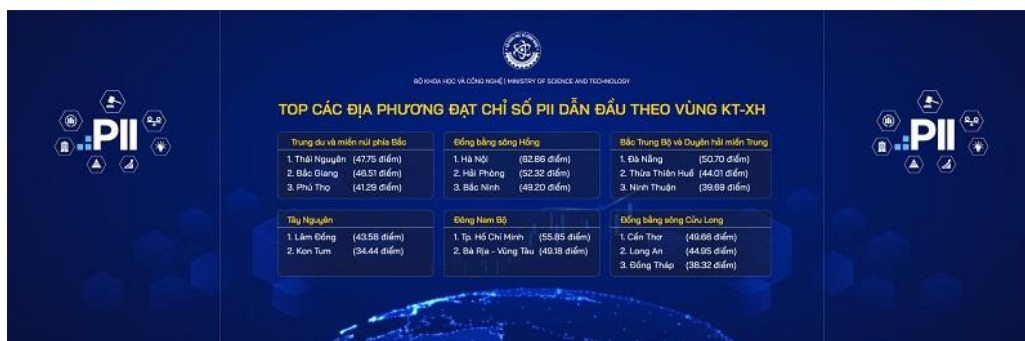 BỘ KHOA HỌC VÀ CÔNG NGHỆ | MINISTRY OF SCIENCE AND TECHNOLOGY
TOP CÁC ĐỊA PHƯƠNG ĐẠT CHỈ SỐ PII DẪN ĐẦU THEO VÙNG KT-XH
PII
PII
Trung du và miền núi phía Bắc
1. Thái Nguyên (47.75 điểm)
2. Bắc Giang (46.51 điểm)
3. Phú Thọ (41.29 điểm)
Đồng bằng sông Hồng
1. Hà Nội (62.86 điểm)
2. Hải Phòng (52.32 điểm)
3. Bắc Ninh (49.20 điểm)
Bắc Trung Bộ và Duyên hải miền Trung
1. Đà Nẵng (50.70 điểm)
2. Thừa Thiên Huế (44.01 điểm)
3. Ninh Thuận (39.69 điểm)
Tây Nguyên
1. Lâm Đồng (43.58 điểm)
2. Kon Tum (34.44 điểm)
Đông Nam Bộ
1. Tp. Hồ Chí Minh (55.85 điểm)
2. Bà Rịa - Vũng Tàu (49.18 điểm)
Đồng bằng sông Cửu Long
1. Cần Thơ (49.66 điểm)
2. Long An (44.95 điểm)
3. Đồng Tháp (38.32 điểm)